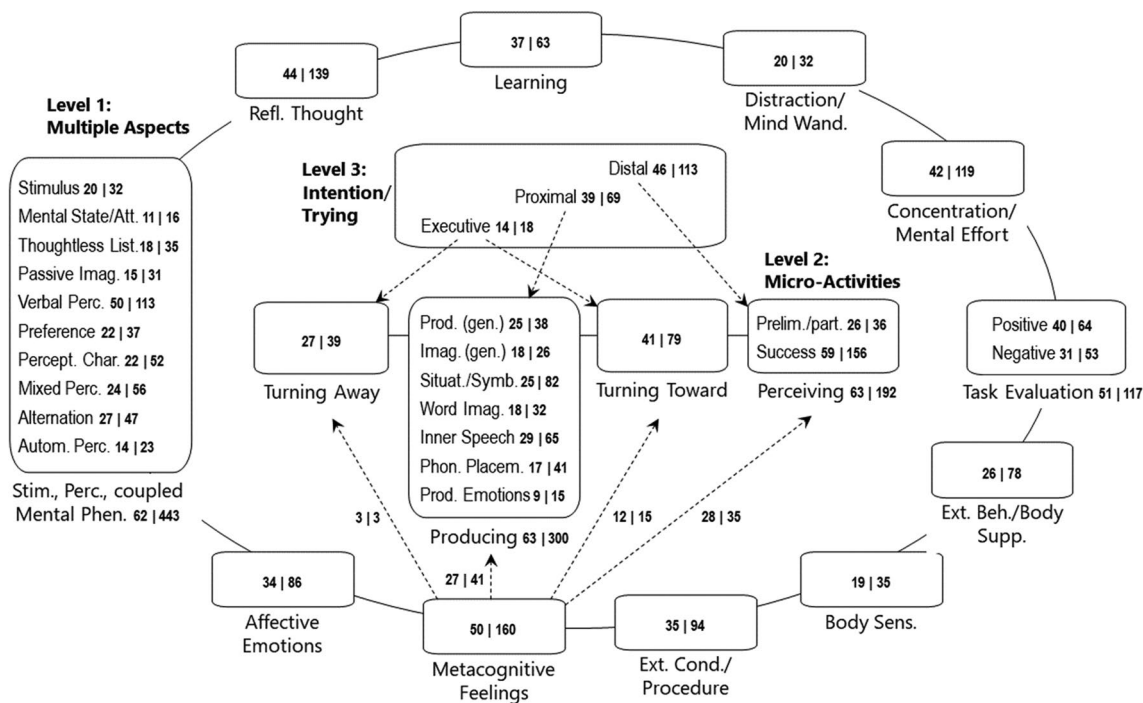 37 | 63
Learning
44 | 139
Refl. Thought
20 | 32
Distraction/
Mind Wand.
Level 1:
Multiple Aspects
Stimulus 20 | 32
Mental State/Att. 11 | 16
Thoughtless List.18 | 35
Passive Imag. 15 | 31
Verbal Perc. 50 | 113
Preference 22 | 37
Percept. Char. 22 | 52
Mixed Perc. 24 | 56
Alternation 27 | 47
Autom. Perc. 14 | 23
Stim., Perc., coupled
Mental Phen. 62 | 443
Level 3:
Intention/
Trying
Distal 46 | 113
Proximal 39 | 69
Executive 14 | 18
42 | 119
Concentration/
Mental Effort
Level 2:
Micro-Activities
27 | 39
Turning Away
Prod. (gen.) 25 | 38
Imag. (gen.) 18 | 26
Situat./Symb. 25 | 82
Word Imag. 18 | 32
Inner Speech 29 | 65
Phon. Placem. 17 | 41
Prod. Emotions 9 | 15
Producing 63 | 300
41 | 79
Turning Toward
Prelim./part. 26 | 36
Success 59 | 156
Perceiving 63 | 192
Positive 40 | 64
Negative 31 | 53
Task Evaluation 51 | 117
3 | 3
27 | 41
12 | 15
28 | 35
26 | 78
Ext. Beh./Body
Supp.
34 | 86
Affective
Emotions
50 | 160
Metacognitive
Feelings
35 | 94
Ext. Cond./
Procedure
19 | 35
Body Sens.